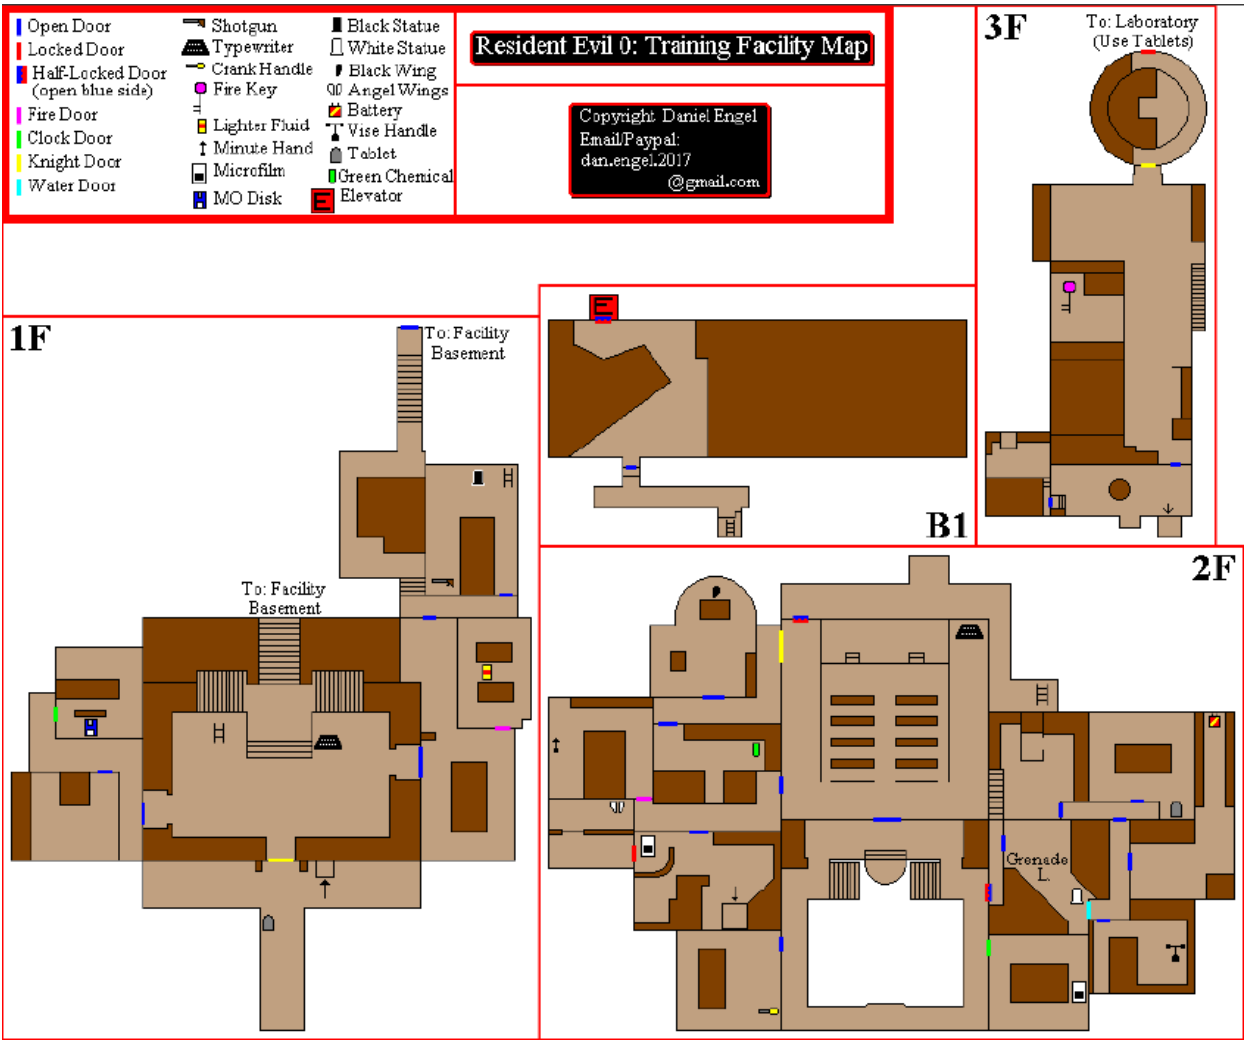 Open Door
Locked Door
Half-Locked Door
(open blue side)
Fire Door
Clock Door
Knight Door
Water Door
Shotgun
Typewriter
Crank Handle
Fire Key
Lighter Fluid
Minute Hand
Microfilm
MO Disk
Black Statue
White Statue
Black Wing
Angel Wings
Battery
Vise Handle
Tablet
Green Chemical
E Elevator
Resident Evil 0: Training Facility Map
Copyright Daniel Engel
Email/Paypal:
dan.engel.2017
@gmail.com
3F
To: Laboratory
(Use Tablets)
1F
To: Facility
Basement
To: Facility
Basement
E
B1
2F
Grenade
L.